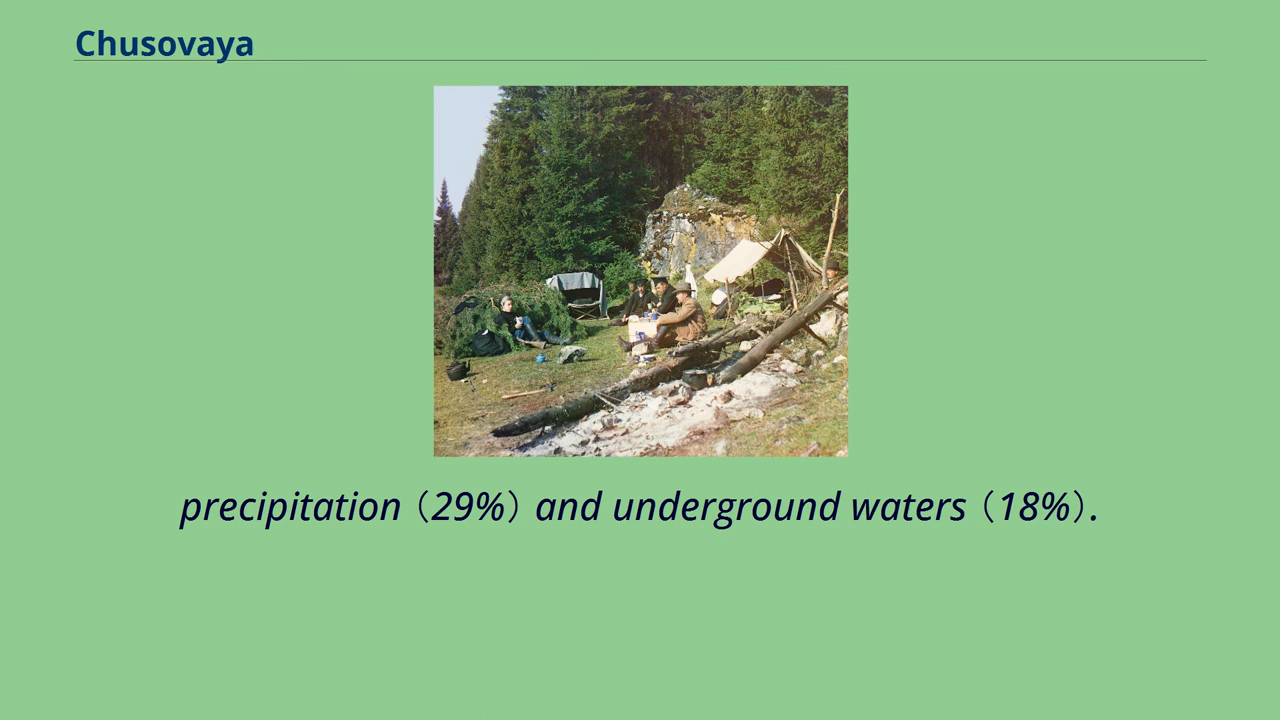 Chusovaya
precipitation (29%) and underground waters (18%).